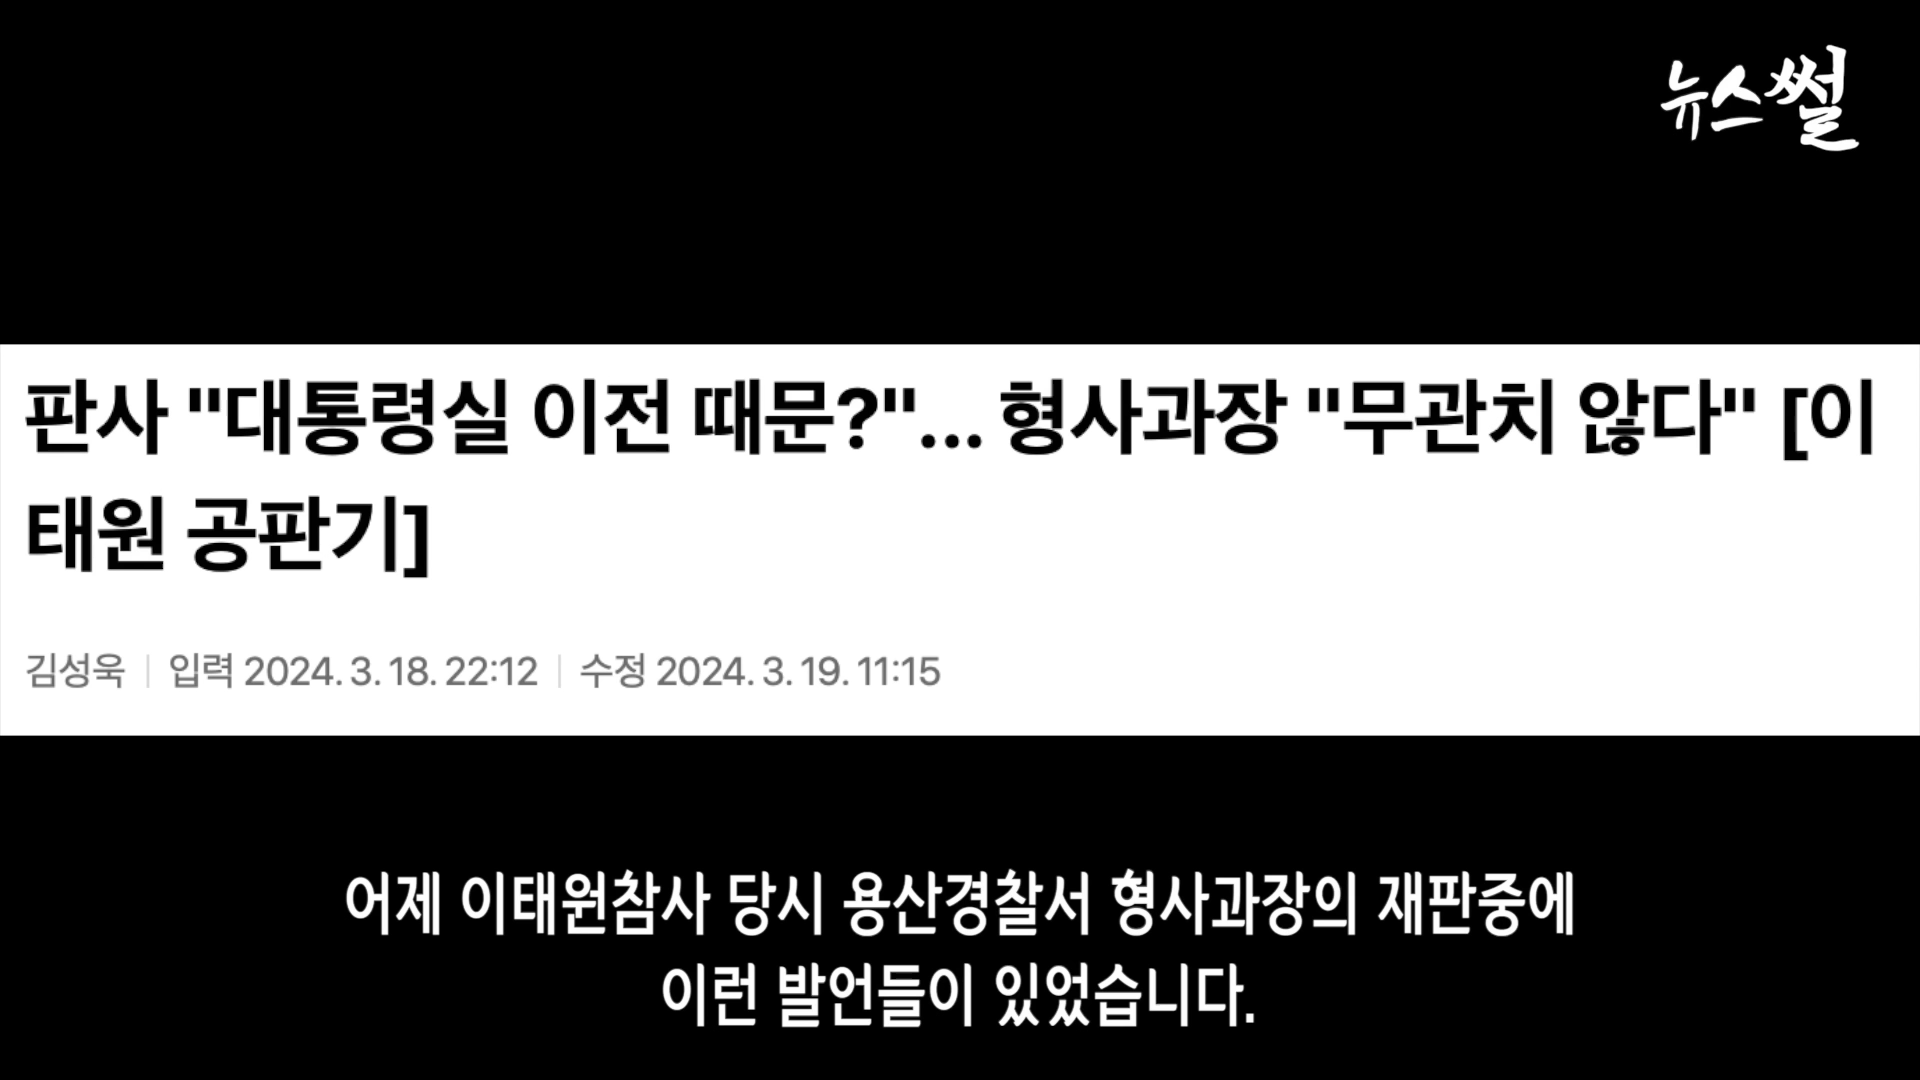 뉴스썰
판사 "대통령실 이전 때문?"... 형사과장 "무관치 않다" [이
태원 공판기]
김성욱 | 입력 2024. 3. 18. 22:12 | 수정 2024. 3. 19. 11:15
어제 이태원참사 당시 용산경찰서 형사과장의 재판중에
이런 발언들이 있었습니다.